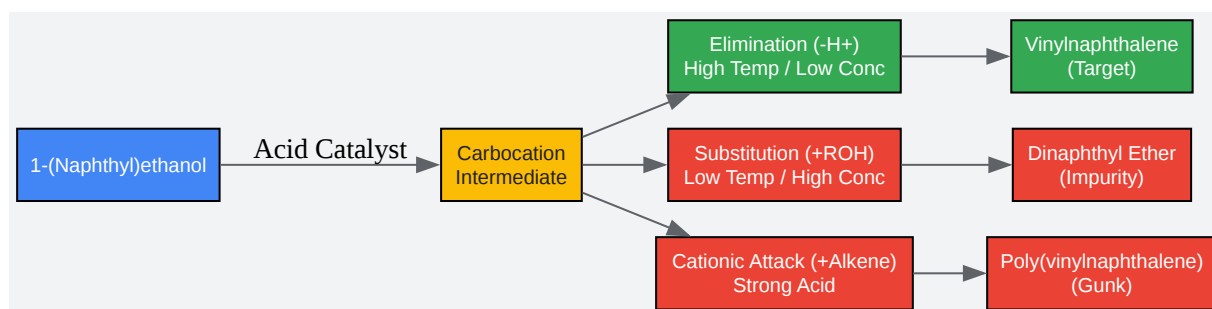 1-(Naphthyl)ethanol
Acid Catalyst
Carbocation
Intermediate
Elimination (-H+)
High Temp / Low Conc
Vinylnaphthalene
(Target)
Substitution (+ROH)
Low Temp / High Conc
Dinaphthyl Ether
(Impurity)
Cationic Attack (+Alkene)
Strong Acid
Poly(vinylnaphthalene)
(Gunk)